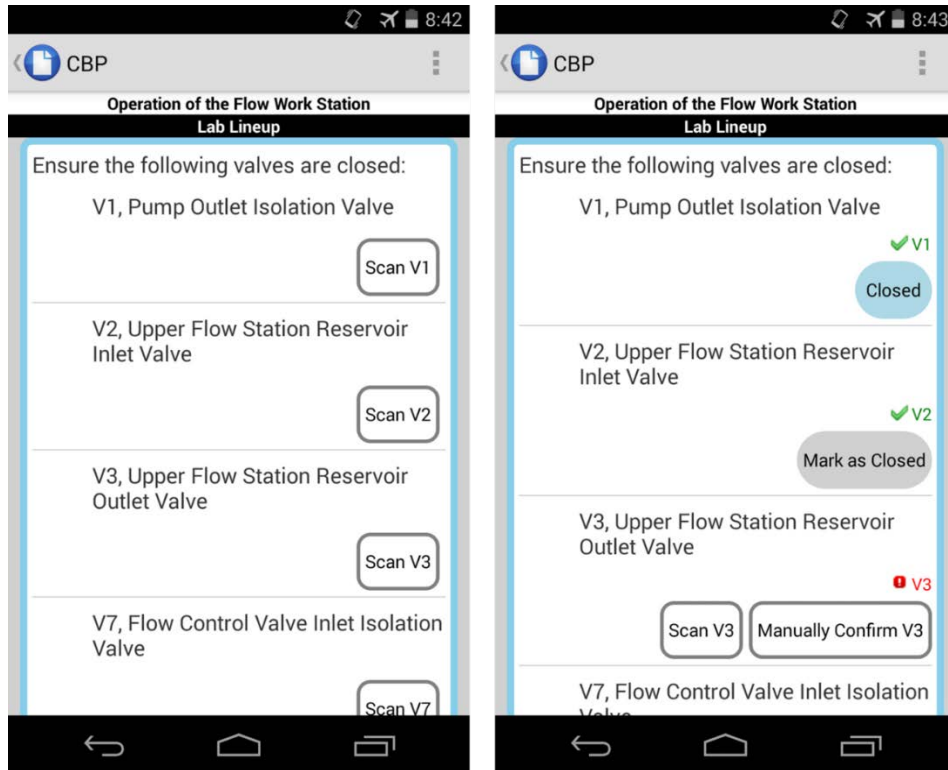 8:42
CBP
Operation of the Flow Work Station
Lab Lineup
Ensure the following valves are closed:
V1, Pump Outlet Isolation Valve
Scan V1
V2, Upper Flow Station Reservoir
Inlet Valve
Scan V2
V3, Upper Flow Station Reservoir
Outlet Valve
Scan V3
V7, Flow Control Valve Inlet Isolation
Valve
Scan V7
8:43
CBP
Operation of the Flow Work Station
Lab Lineup
Ensure the following valves are closed:
V1, Pump Outlet Isolation Valve
V1
Closed
V2, Upper Flow Station Reservoir
Inlet Valve
V2
Mark as Closed
V3, Upper Flow Station Reservoir
Outlet Valve
V3
Scan V3 Manually Confirm V3
V7, Flow Control Valve Inlet Isolation
Valve